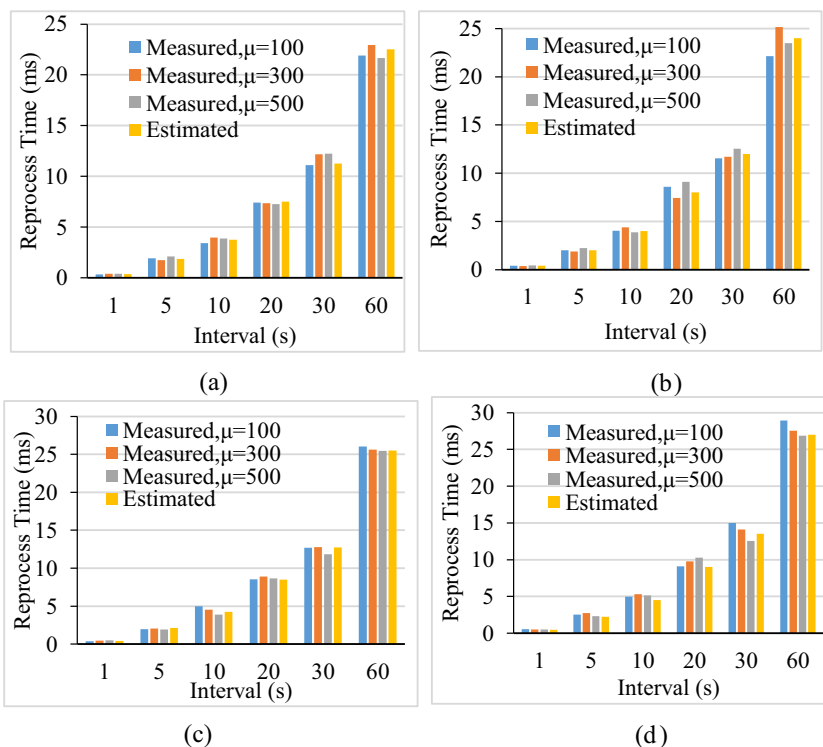 25
20
15
10
5
0
Reprocess Time (ms)
Measured,μ=100
Measured,μ=300
Measured,μ=500
Estimated
1 5 10 20 30 60
Interval (s)
(a)
25
20
15
10
5
0
Reprocess Time (ms)
Measured,μ=100
Measured,μ=300
Measured,μ=500
Estimated
1 5 10 20 30 60
Interval (s)
(b)
30
25
20
15
10
5
0
Reprocess Time (ms)
Measured,μ=100
Measured,μ=300
Measured,μ=500
Estimated
1 5 10 20 30 60
Interval (s)
(c)
30
25
20
15
10
5
0
Reprocess Time (ms)
Measured,μ=100
Measured,μ=300
Measured,μ=500
Estimated
1 5 10 20 30 60
Interval (s)
(d)